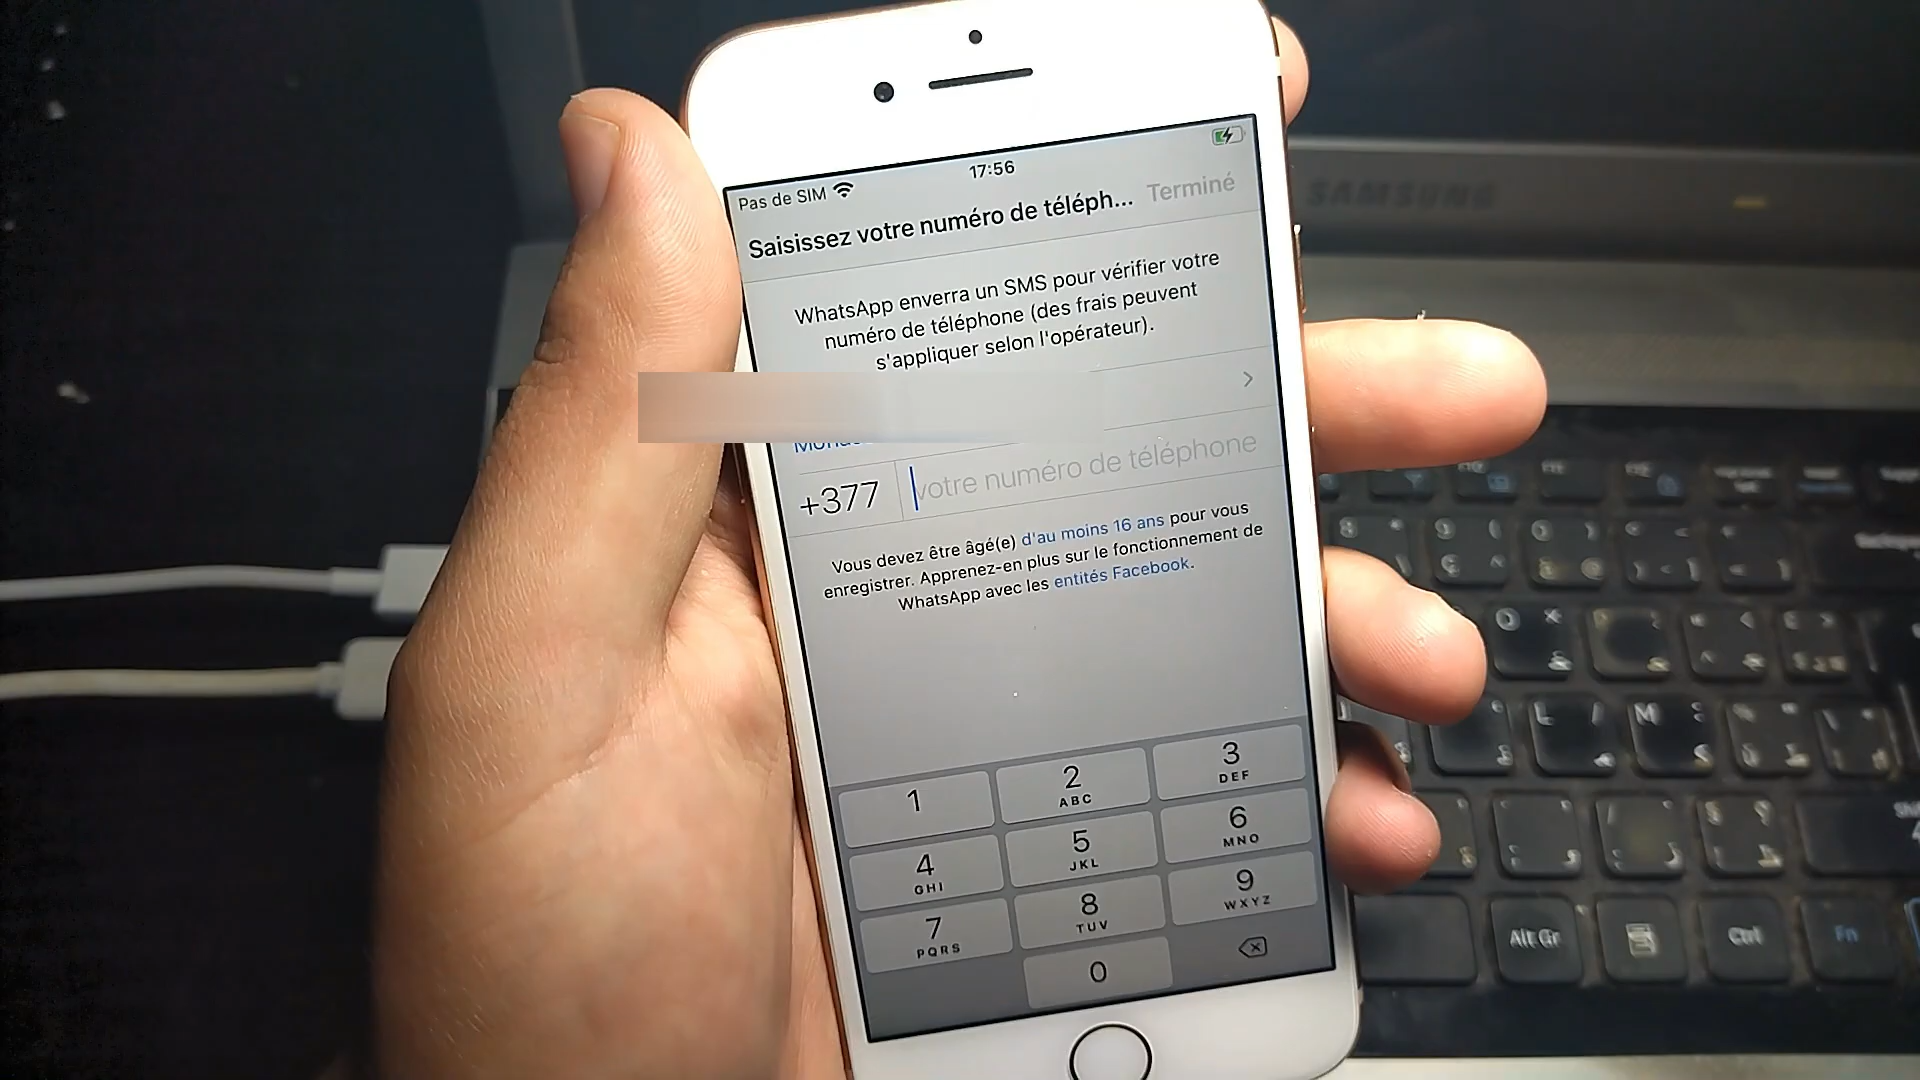 17:56
Pas de SIM
Saisissez votre numéro de téléph... Terminé
WhatsApp enverra un SMS pour vérifier votre
numéro de téléphone (des frais peuvent
s'appliquer selon l'opérateur).
+377 votre numéro de téléphone
Vous devez être âgé(e) d'au moins 16 ans pour vous
enregistrer. Apprenez-en plus sur le fonctionnement de
WhatsApp avec les entités Facebook.
1
2 ABC
3 DEF
4 GHI
5 JKL
6 MNO
7 PQRS
8 TUV
9 WXYZ
0
SAMSUNG
Alt Gr
Ctrl
Fn